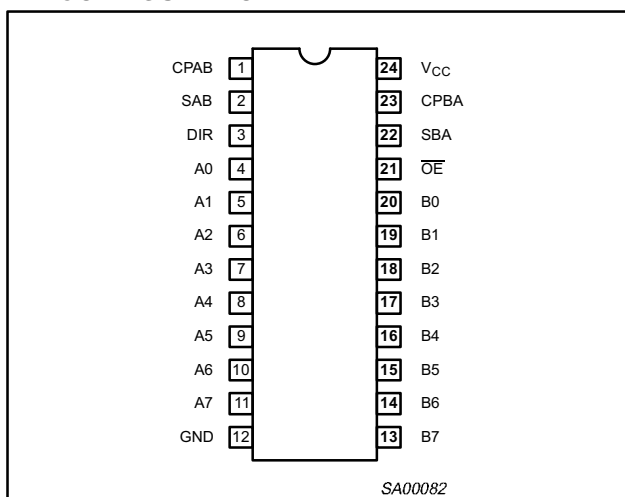 CPAB 1 24 VCC
SAB 2 23 CPBA
DIR 3 22 SBA
A0 4 21 O̅E̅
A1 5 20 B0
A2 6 19 B1
A3 7 18 B2
A4 8 17 B3
A5 9 16 B4
A6 10 15 B5
A7 11 14 B6
GND 12 13 B7
SA00082